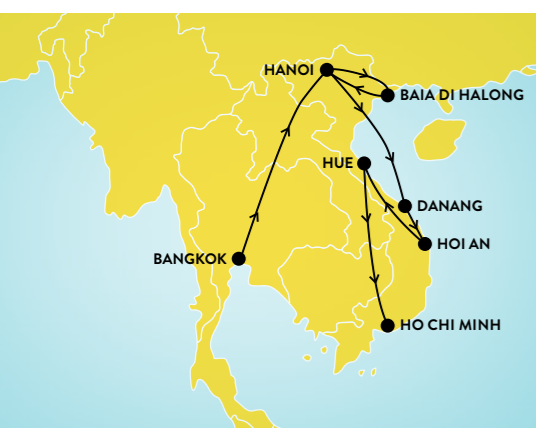 HANOI
BAIA DI HALONG
HUE
DANANG
HOI AN
BANGKOK
HO CHI MINH